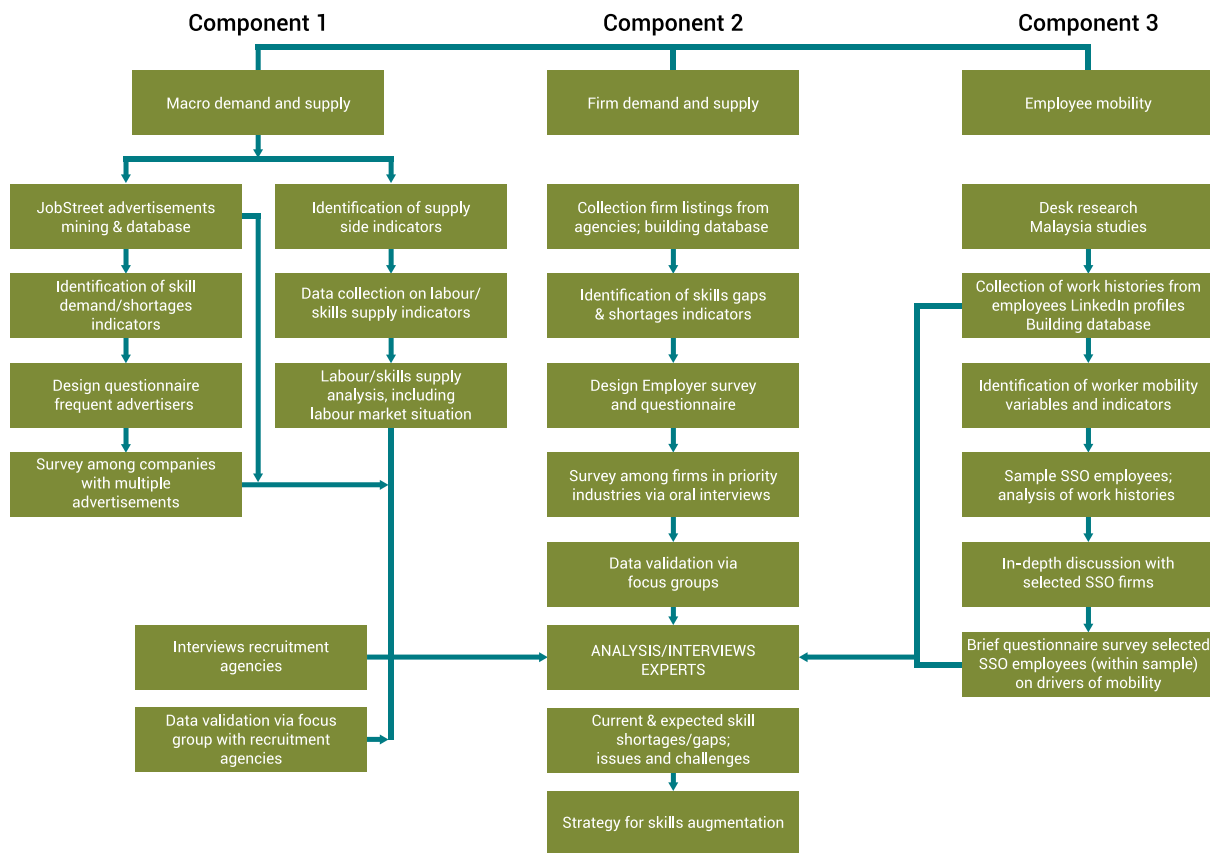 Component 1
Component 2
Component 3
Macro demand and supply
Firm demand and supply
Employee mobility
JobStreet advertisements
mining & database
Identification of supply
side indicators
Collection firm listings from
agencies; building database
Desk research
Malaysia studies
Identification of skill
demand/shortages
indicators
Data collection on labour/
skills supply indicators
Identification of skills gaps
& shortages indicators
Collection of work histories from
employees LinkedIn profiles
Building database
Design questionnaire
frequent advertisers
Labour/skills supply
analysis, including
labour market situation
Design Employer survey
and questionnaire
Identification of worker mobility
variables and indicators
Survey among companies
with multiple
advertisements
Survey among firms in priority
industries via oral interviews
Sample SSO employees;
analysis of work histories
Data validation via
focus groups
In-depth discussion with
selected SSO firms
Interviews recruitment
agencies
ANALYSIS/INTERVIEWS
EXPERTS
Brief questionnaire survey selected
SSO employees (within sample)
on drivers of mobility
Data validation via focus
group with recruitment
agencies
Current & expected skill
shortages/gaps;
issues and challenges
Strategy for skills augmentation